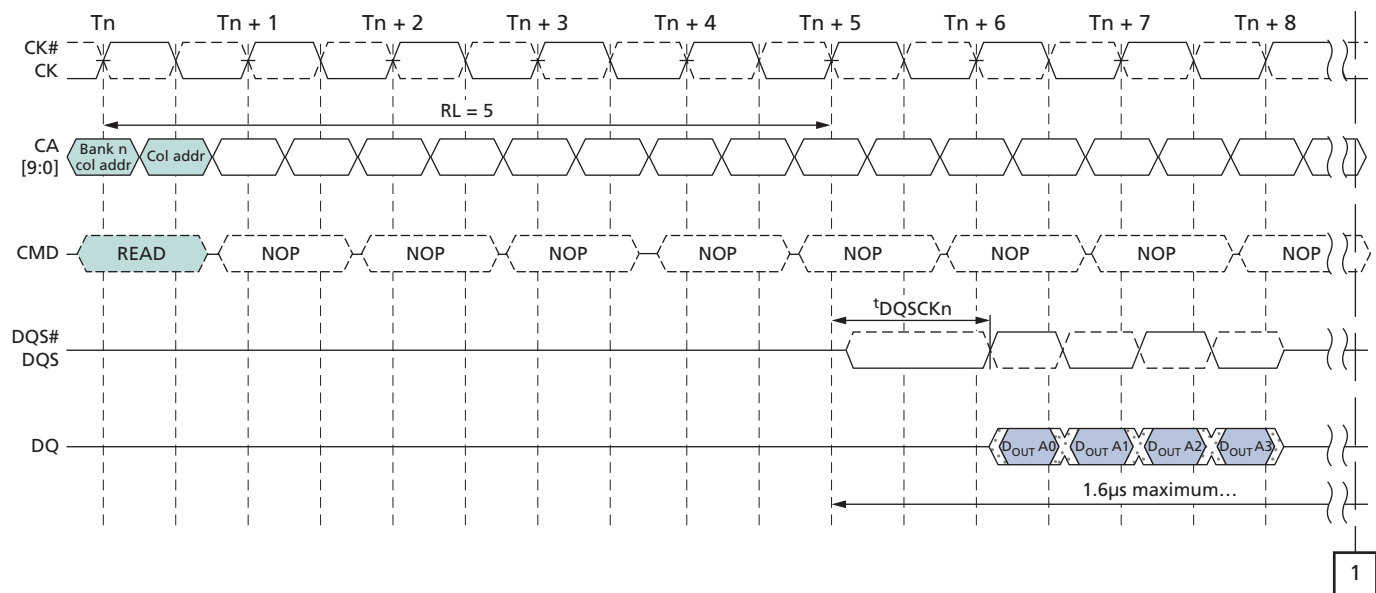 Tn Tn + 1 Tn + 2 Tn + 3 Tn + 4 Tn + 5 Tn + 6 Tn + 7 Tn + 8
CK#
CK
RL = 5
CA
[9:0]
Bank n
col addr
Col addr
CMD READ NOP NOP NOP NOP NOP NOP NOP NOP
tDQSCKn
DQS#
DQS
DQ DOUT A0 DOUT A1 DOUT A2 DOUT A3
1.6µs maximum…
1